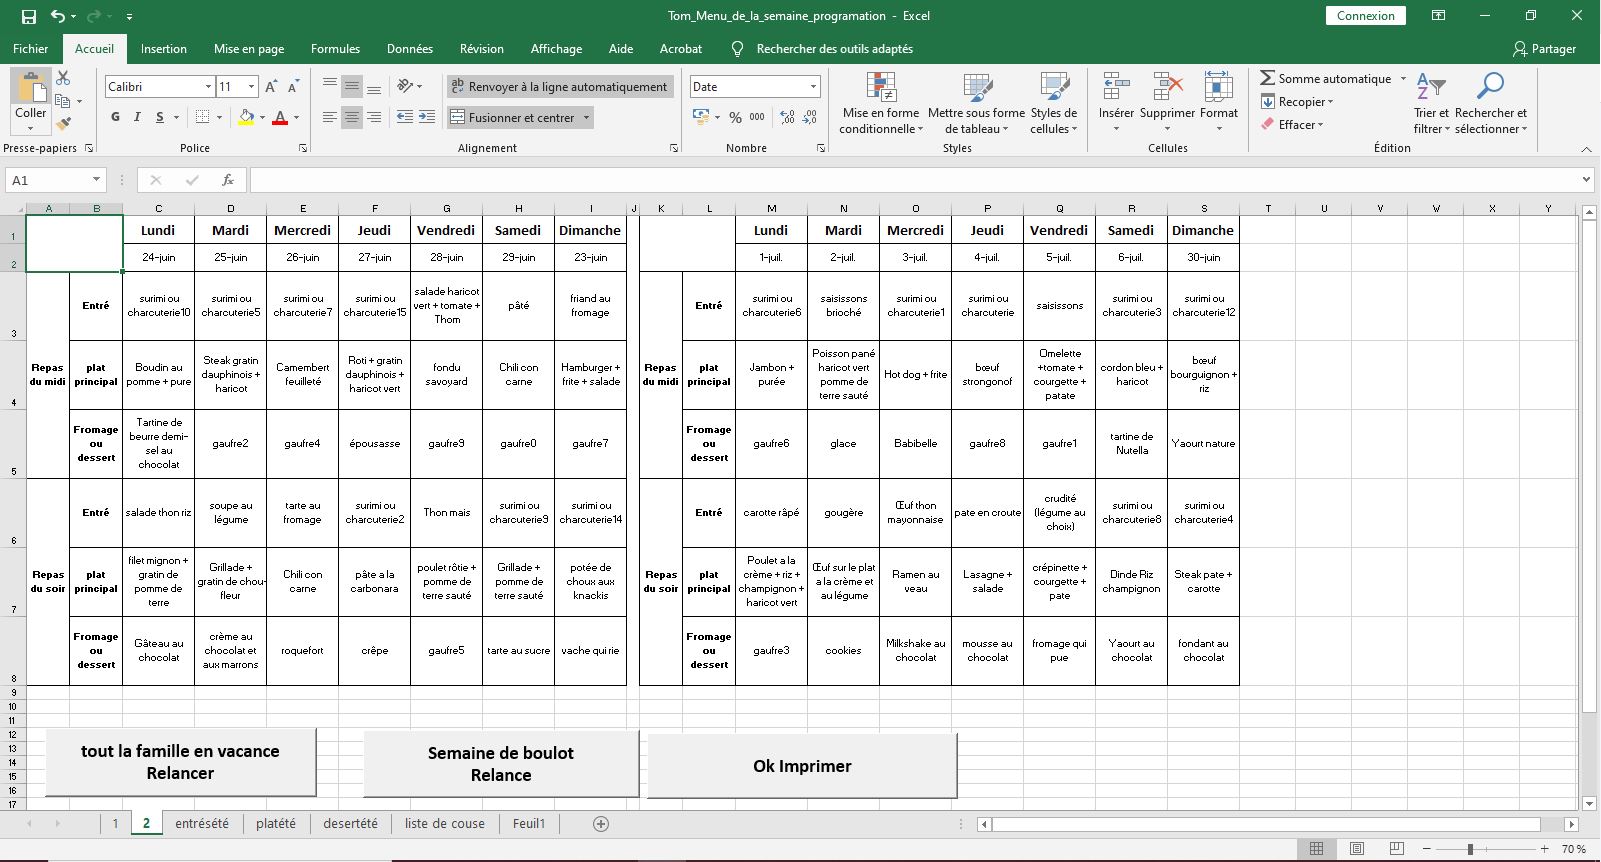 Tom_Menu_de_la_semaine_programation - Excel
Connexion
Fichier Accueil Insertion Mise en page Formules Données Révision Affichage Aide Acrobat Rechercher des outils adaptés Partager
Coller
Presse-papiers
Calibri 11
G I S
Police
Renvoyer à la ligne automatiquement
Fusionner et centrer
Alignement
Date
% 000
Nombre
Mise en forme conditionnelle
Mettre sous forme de tableau
Styles de cellules
Styles
Insérer Supprimer Format
Cellules
Somme automatique
Recopier
Effacer
Trier et filtrer
Rechercher et sélectionner
Édition
A1 fx
A B C D E F G H I J K L M N O P Q R S T U V W X Y
1 Lundi Mardi Mercredi Jeudi Vendredi Samedi Dimanche Lundi Mardi Mercredi Jeudi Vendredi Samedi Dimanche
2 24-juin 25-juin 26-juin 27-juin 28-juin 29-juin 23-juin 1-juil. 2-juil. 3-juil. 4-juil. 5-juil. 6-juil. 30-juin
3 Entré surimi ou charcuterie10 surimi ou charcuterie5 surimi ou charcuterie7 surimi ou charcuterie15 salade haricot vert + tomate + Thom pâté friand au fromage Entré surimi ou charcuterie6 saisissons brioché surimi ou charcuterie1 surimi ou charcuterie saisissons surimi ou charcuterie3 surimi ou charcuterie12
4 Repas du midi plat principal Boudin au pomme + pure Steak gratin dauphinois + haricot Camembert feuilleté Roti + gratin dauphinois + haricot vert fondu savoyard Chili con carne Hamburger + frite + salade Repas du midi plat principal Jambon + purée Poisson pané haricot vert pomme de terre sauté Hot dog + frite bœuf strongonof Omelette +tomate + courgette + patate cordon bleu + haricot bœuf bourguignon + riz
5 Fromage ou dessert Tartine de beurre demi-sel au chocolat gaufre2 gaufre4 épousasse gaufre9 gaufre0 gaufre7 Fromage ou dessert gaufre6 glace Babibelle gaufre8 gaufre1 tartine de Nutella Yaourt nature
6 Entré salade thon riz soupe au légume tarte au fromage surimi ou charcuterie2 Thon mais surimi ou charcuterie9 surimi ou charcuterie14 Entré carotte râpé gougère Œuf thon mayonnaise pate en croute crudité (légume au choix) surimi ou charcuterie8 surimi ou charcuterie4
7 Repas du soir plat principal filet mignon + gratin de pomme de terre Grillade + gratin de chou-fleur Chili con carne pâte a la carbonara poulet rôtie + pomme de terre sauté Grillade + pomme de terre sauté potée de choux aux knackis Repas du soir plat principal Poulet a la crème + riz + champignon + haricot vert Œuf sur le plat a la crème et au légume Ramen au veau Lasagne + salade crépinette + courgette + pate Dinde Riz champignon Steak pate + carotte
8 Fromage ou dessert Gâteau au chocolat crème au chocolat et aux marrons roquefort crêpe gaufre5 tarte au sucre vache qui rie Fromage ou dessert gaufre3 cookies Milkshake au chocolat mousse au chocolat fromage qui pue Yaourt au chocolat fondant au chocolat
9
10
11
12
13
14
15
16
17
tout la famille en vacance
Relancer
Semaine de boulot
Relance
Ok Imprimer
1 2 entrésété platété desertété liste de couse Feuil1
70 %